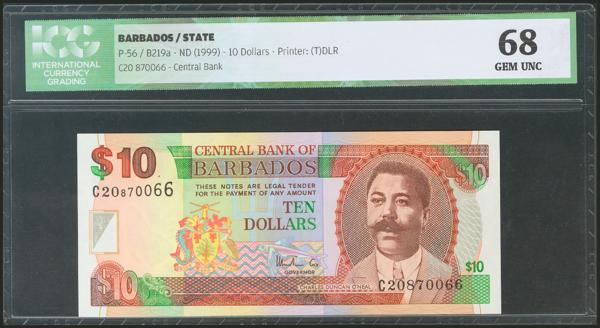 ICG
INTERNATIONAL
CURRENCY
GRADING
BARBADOS / STATE
P-56 / B219a - ND (1999) - 10 Dollars - Printer: (T)DLR
C20 870066 - Central Bank
68
GEM UNC
CENTRAL BANK OF
BARBADOS
$10
$10
C20870066
THESE NOTES ARE LEGAL TENDER
FOR THE PAYMENT OF ANY AMOUNT
TEN
DOLLARS
GOVERNOR
$10
$10
C20870066
CHARLES DUNCAN O'NEAL